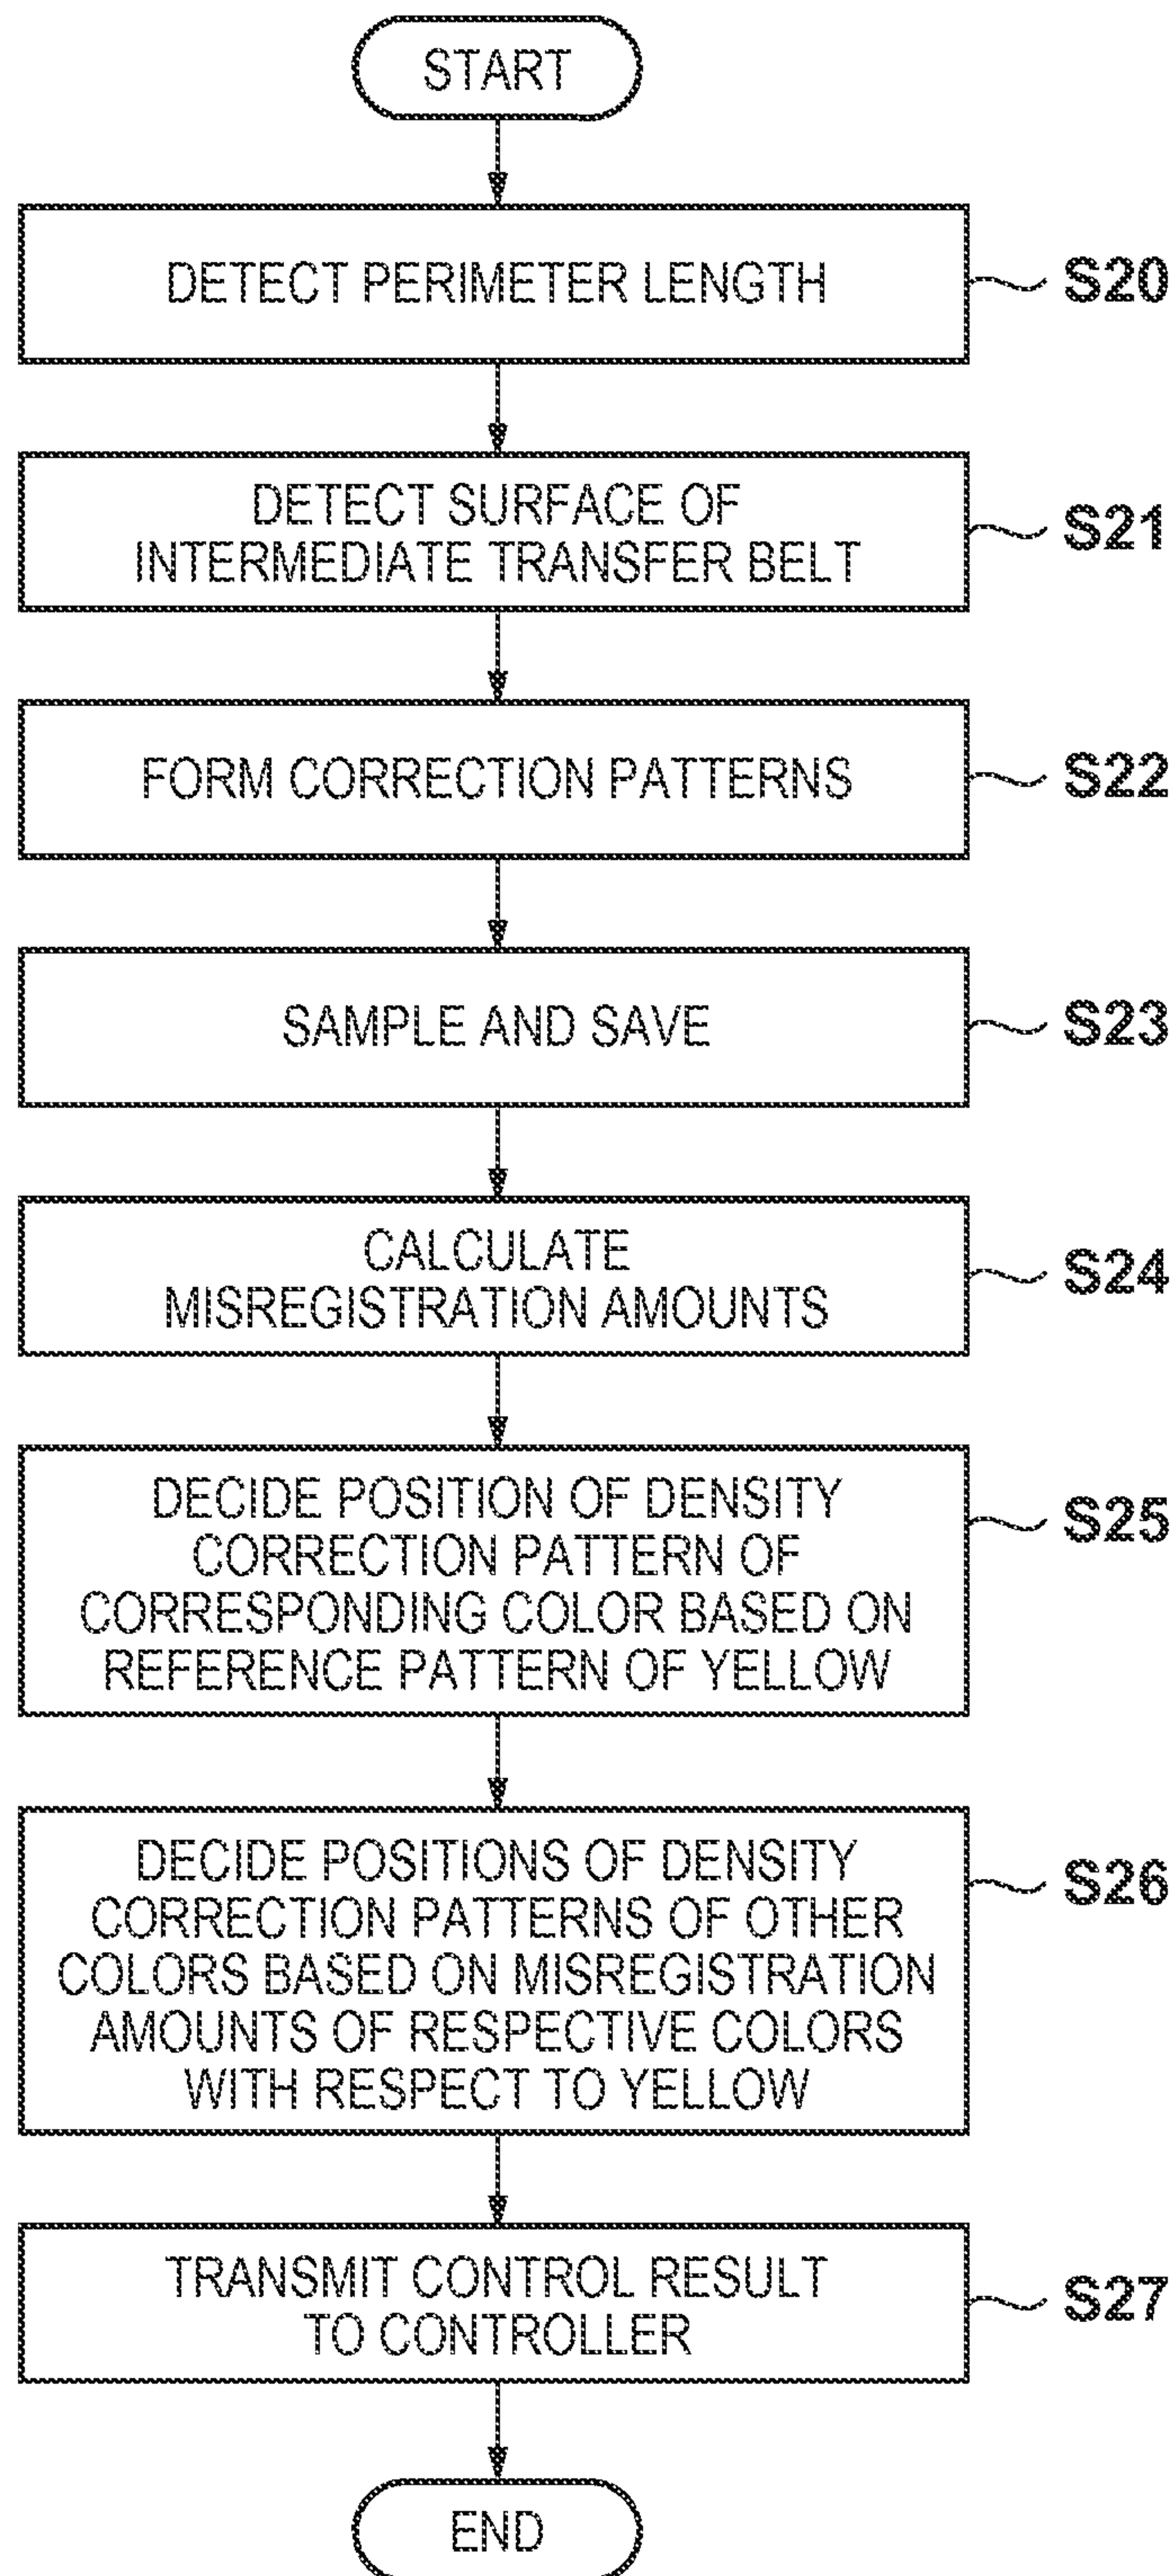 START
DETECT PERIMETER LENGTH
S20
DETECT SURFACE OF
INTERMEDIATE TRANSFER BELT
S21
FORM CORRECTION PATTERNS
S22
SAMPLE AND SAVE
S23
CALCULATE
MISREGISTRATION AMOUNTS
S24
DECIDE POSITION OF DENSITY
CORRECTION PATTERN OF
CORRESPONDING COLOR BASED ON
REFERENCE PATTERN OF YELLOW
S25
DECIDE POSITIONS OF DENSITY
CORRECTION PATTERNS OF OTHER
COLORS BASED ON MISREGISTRATION
AMOUNTS OF RESPECTIVE COLORS
WITH RESPECT TO YELLOW
S26
TRANSMIT CONTROL RESULT
TO CONTROLLER
S27
END